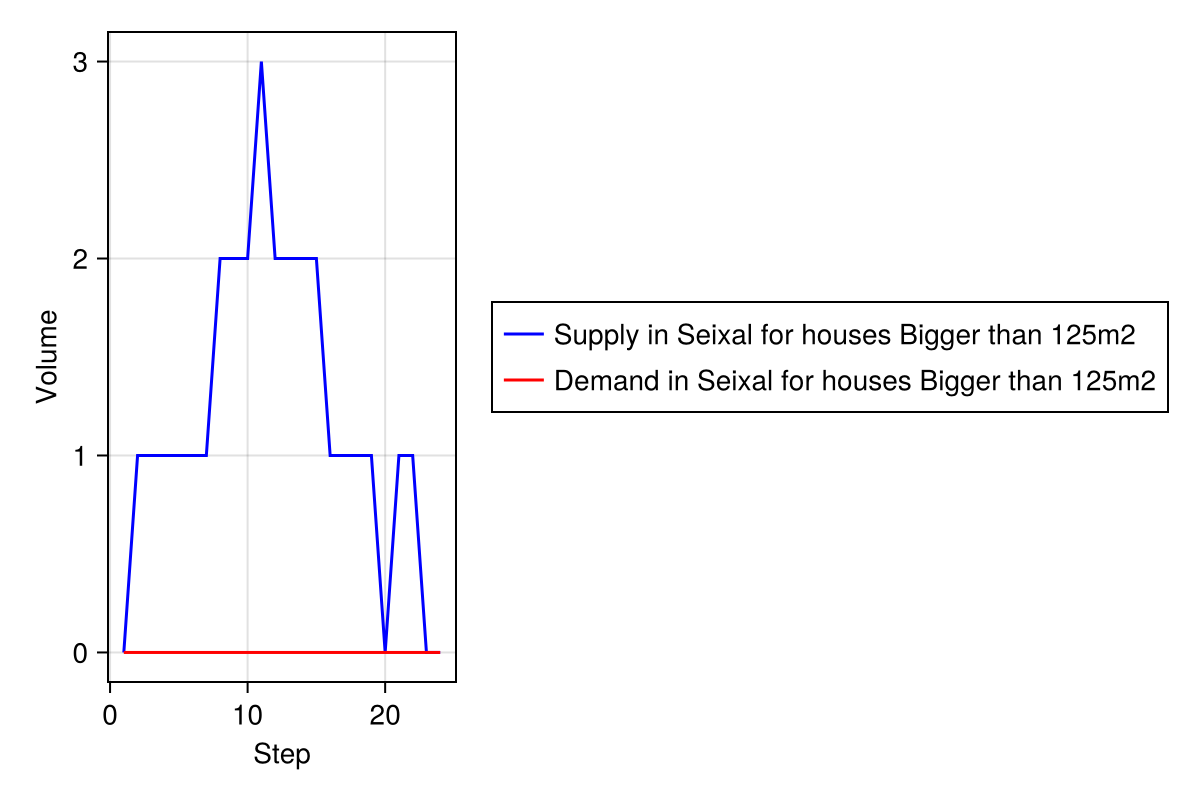 3
2
1
0
Volume
0 10 20
Step
Supply in Seixal for houses Bigger than 125m2
Demand in Seixal for houses Bigger than 125m2